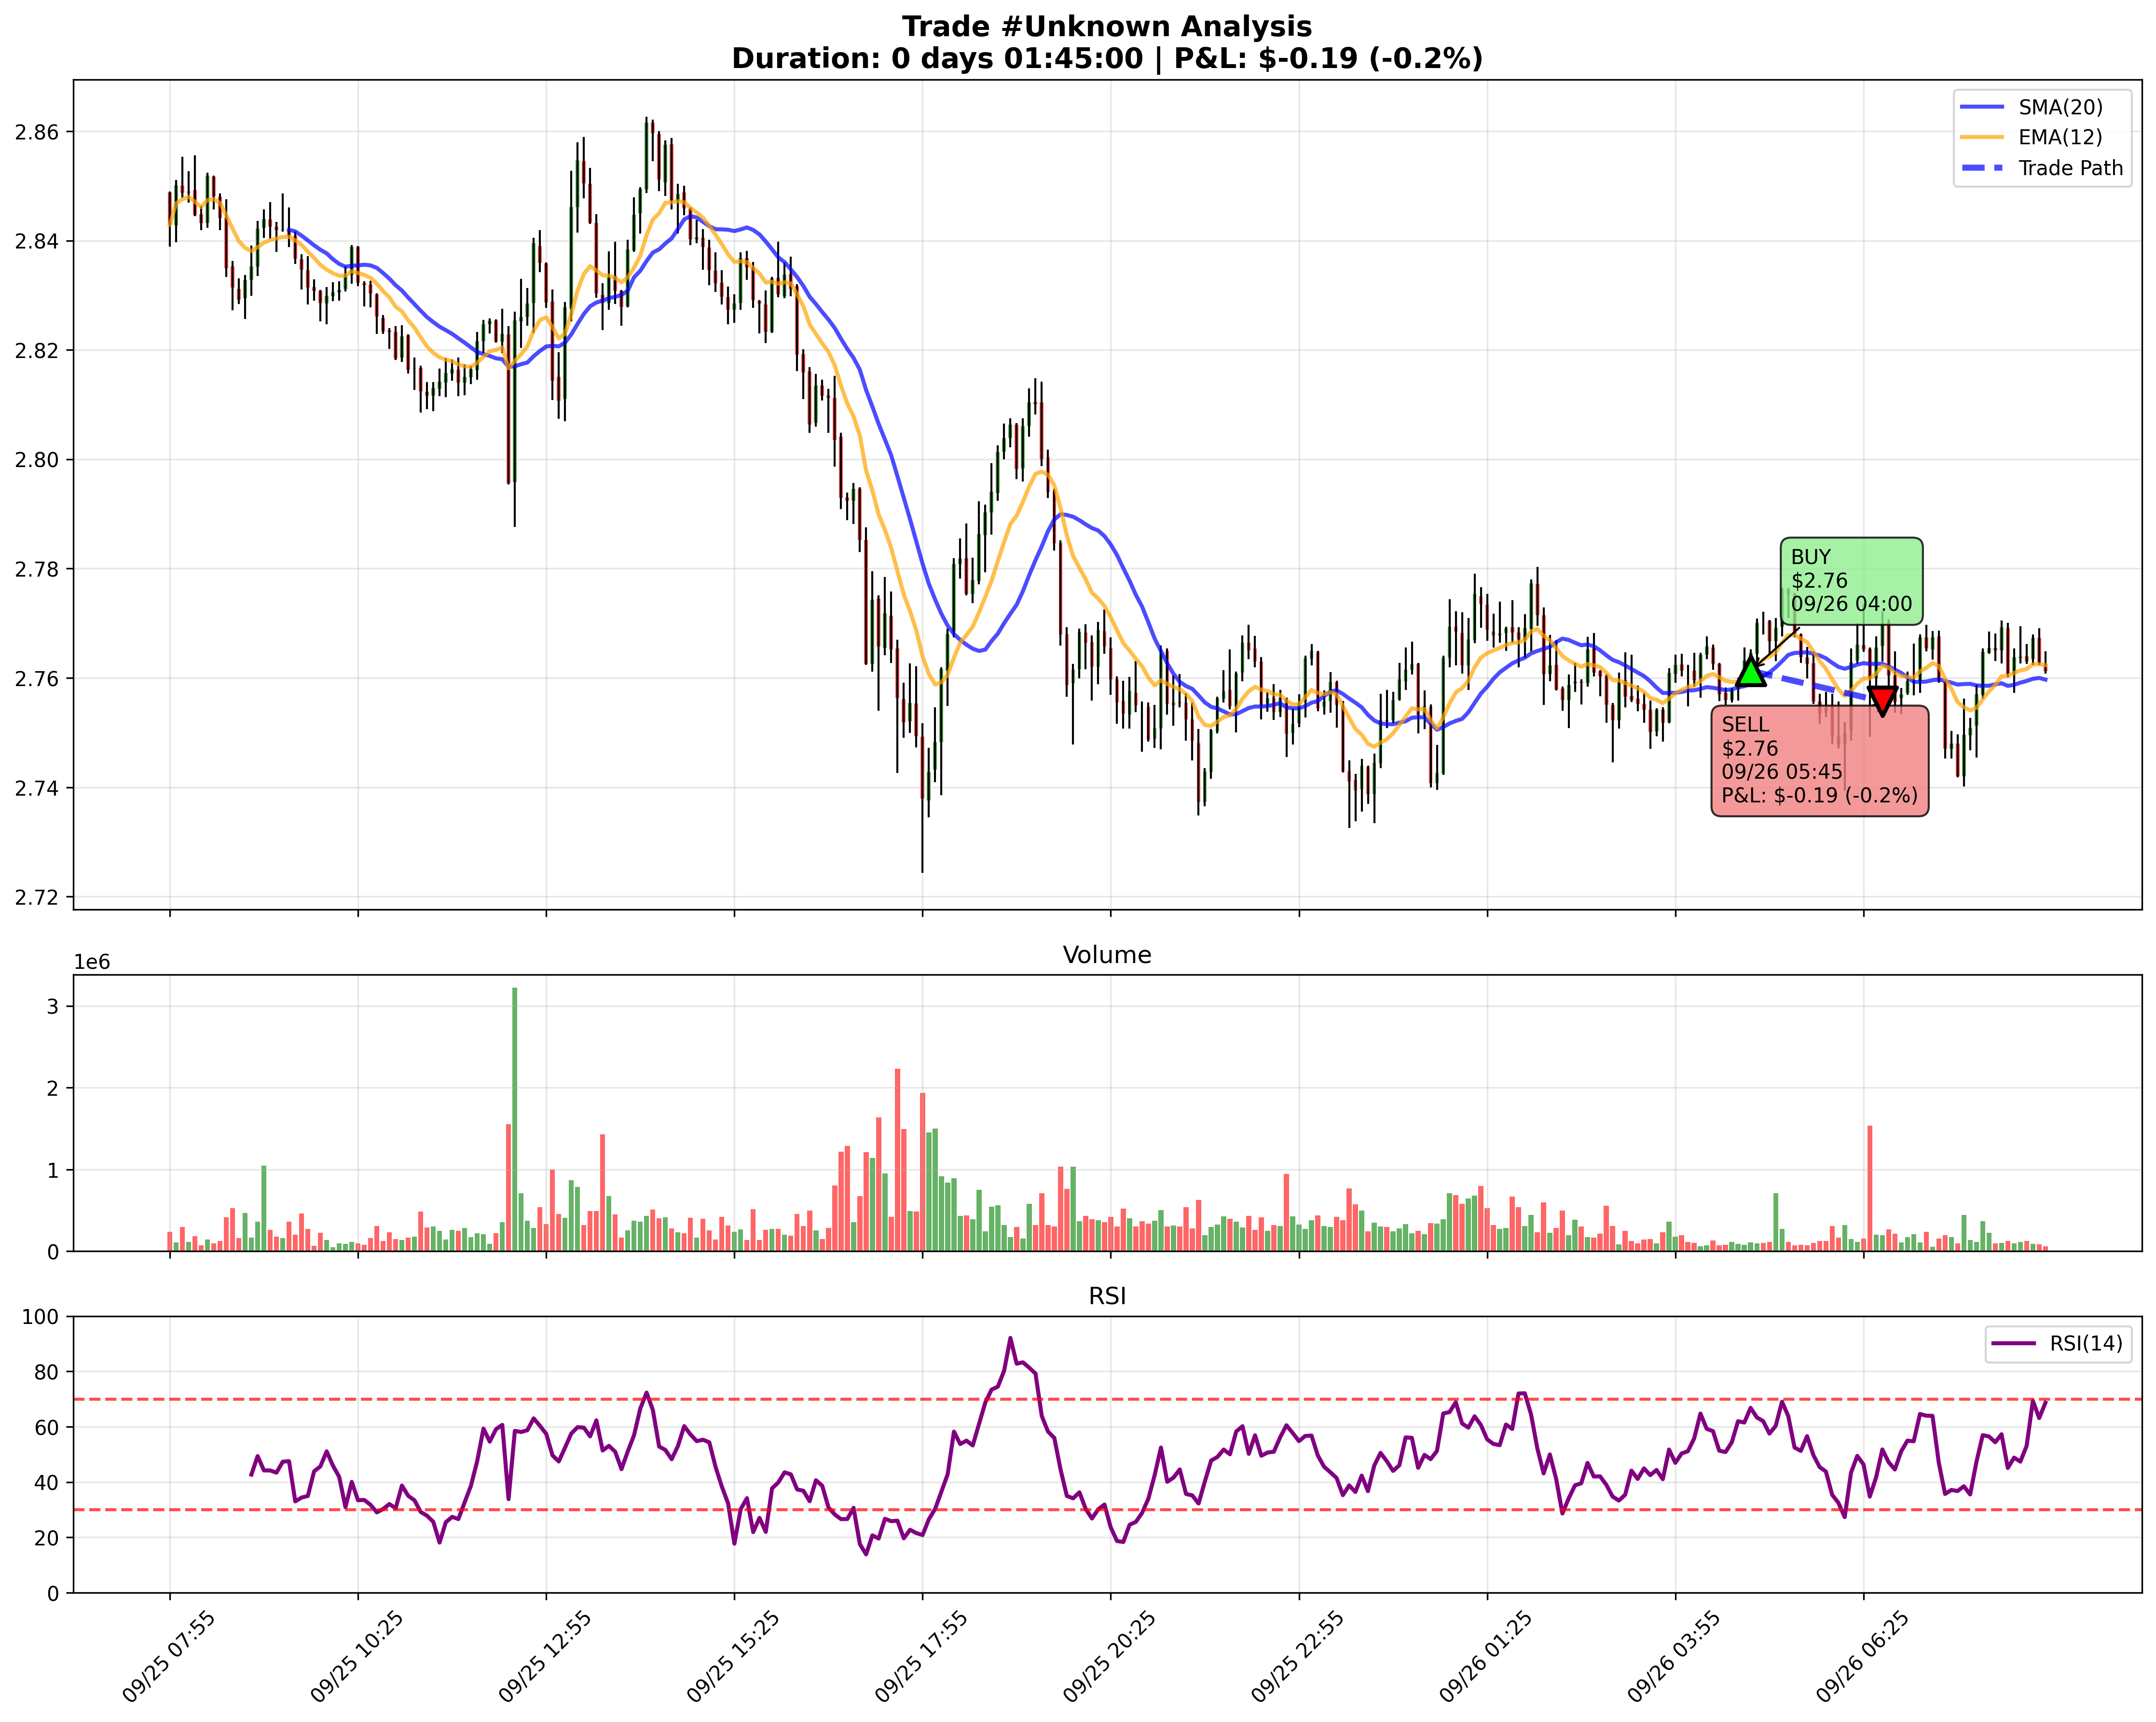 Trade #Unknown Analysis
Duration: 0 days 01:45:00 | P&L: $-0.19 (-0.2%)
SMA(20)
EMA(12)
Trade Path
2.86
2.84
2.82
2.80
2.78
2.76
2.74
2.72
BUY
$2.76
09/26 04:00
SELL
$2.76
09/26 05:45
P&L: $-0.19 (-0.2%)
Volume
1e6
3
2
1
0
RSI
RSI(14)
100
80
60
40
20
0
09/25 07:55
09/25 10:25
09/25 12:55
09/25 15:25
09/25 17:55
09/25 20:25
09/25 22:55
09/26 01:25
09/26 03:55
09/26 06:25